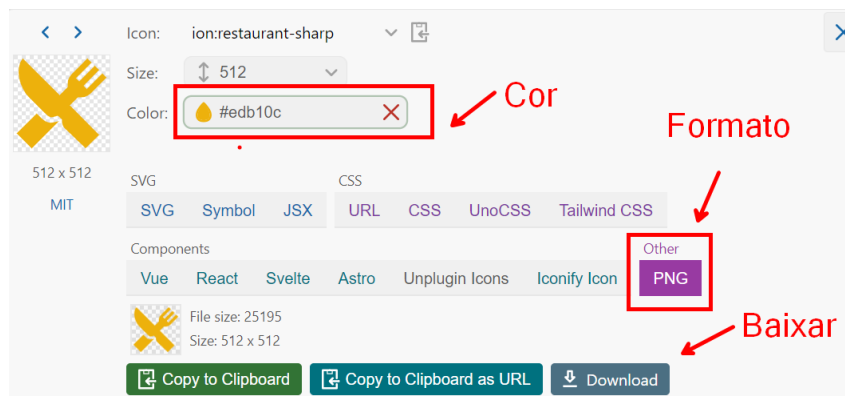 Icon: ion:restaurant-sharp
Size: 512
Color: #edb10c
Cor
Formato
512 x 512
MIT
SVG CSS
SVG Symbol JSX URL CSS UnoCSS Tailwind CSS
Components Other
Vue React Svelte Astro Unplugin Icons Iconify Icon PNG
File size: 25195
Size: 512 x 512
Baixar
Copy to Clipboard Copy to Clipboard as URL Download